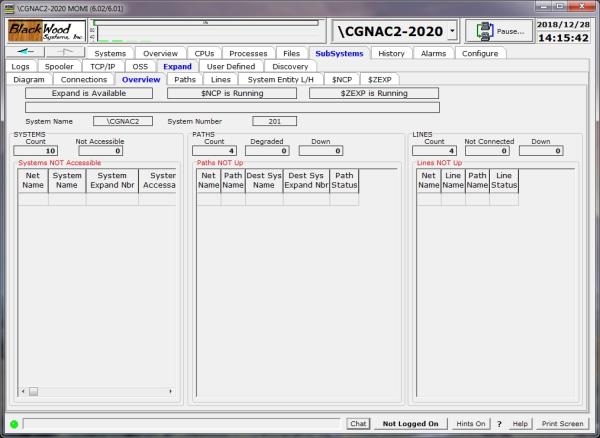 \CGNAC2-2020 MOMI (6.02/6.01)
BlackWood
Systems, Inc.
\CGNAC2-2020
Pause...
2018/12/28
14:15:42
Systems Overview CPUs Processes Files SubSystems History Alarms Configure
Logs Spooler TCP/IP OSS Expand User Defined Discovery
Diagram Connections Overview Paths Lines System Entity L/H $NCP $ZEXP
Expand is Available $NCP is Running $ZEXP is Running
System Name \CGNAC2 System Number 201
SYSTEMS PATHS LINES
Count Not Accessible Count Degraded Down Count Not Connected Down
10 0 4 0 0 4 0 0
Systems NOT Accessible Paths NOT Up Lines NOT Up
Net System System System Net Path Dest Sys Dest Sys Path Net Line Path Line
Name Name Expand Nbr Accessa Name Name Name Expand Nbr Status Name Name Name Status
Chat Not Logged On Hints On ? Help Print Screen